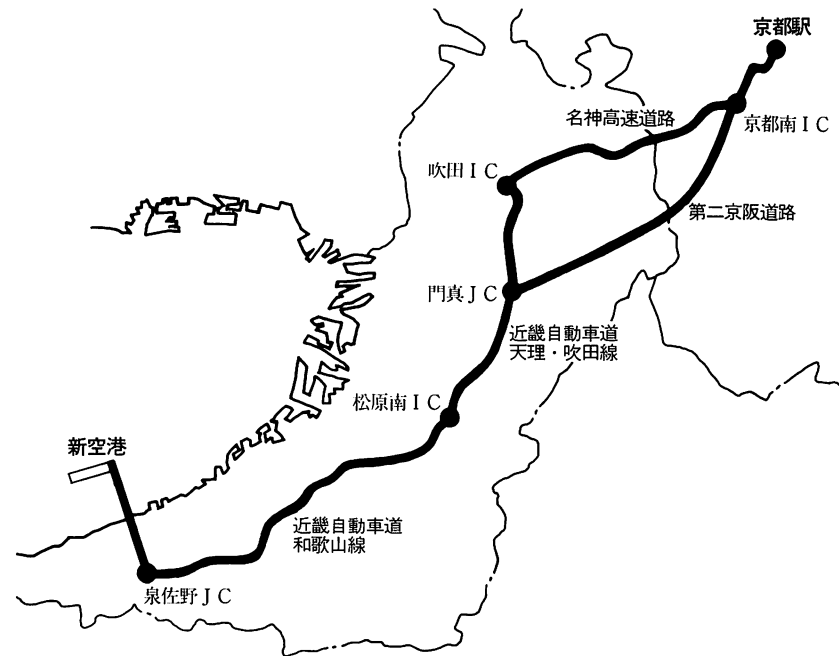 京都駅
名神高速道路
京都南ＩＣ
吹田ＩＣ
第二京阪道路
門真ＪＣ
近畿自動車道
天理・吹田線
松原南ＩＣ
新空港
近畿自動車道
和歌山線
泉佐野ＪＣ